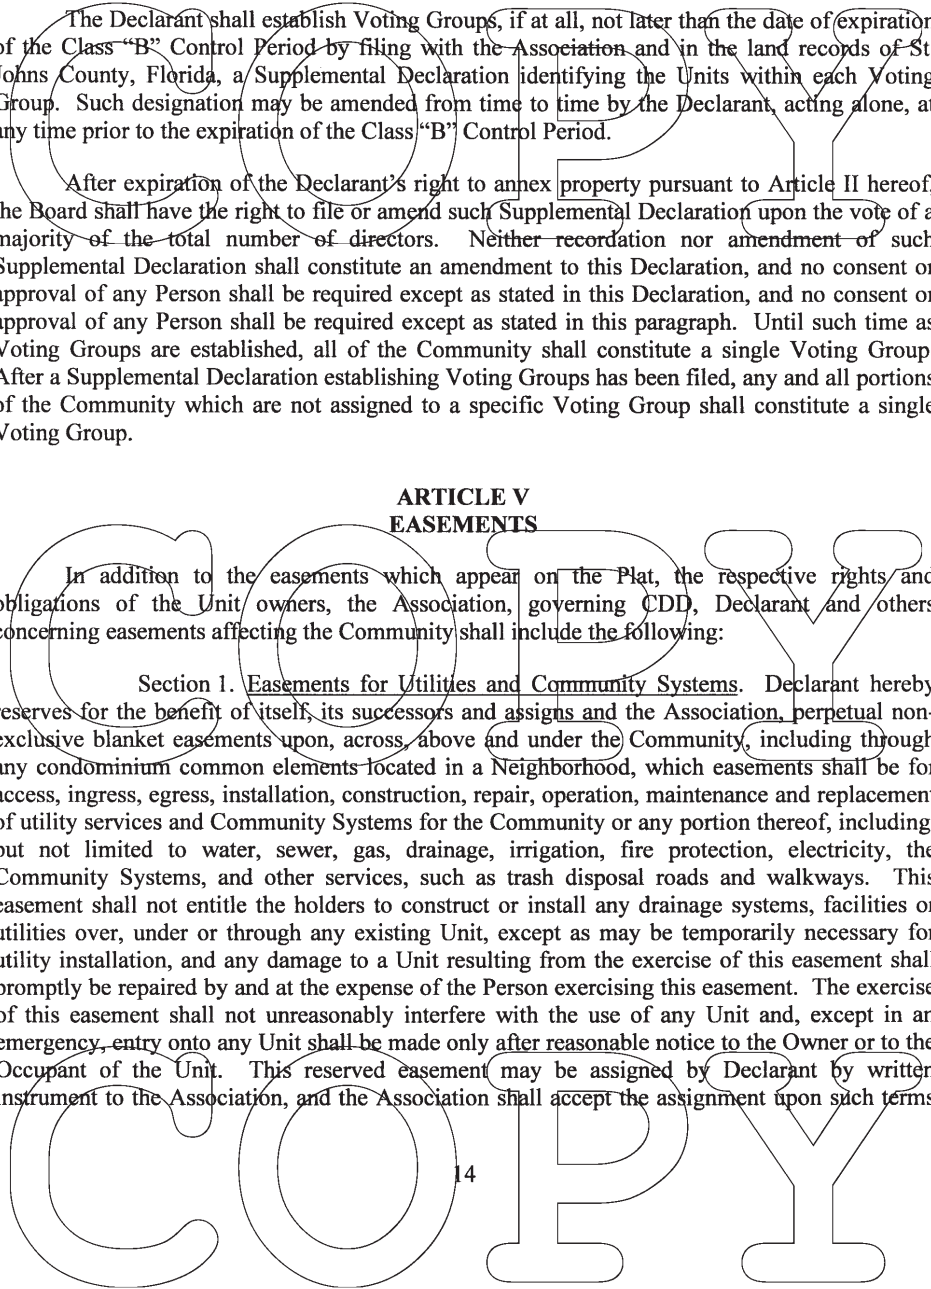 The Declarant shall establish Voting Groups, if at all, not later than the date of expiration
of the Class “B” Control Period by filing with the Association and in the land records of St
Johns County, Florida, a Supplemental Declaration identifying the Units within each Voting
Group. Such designation may be amended from time to time by the Declarant, acting alone, at
any time prior to the expiration of the Class “B” Control Period.
After expiration of the Declarant’s right to annex property pursuant to Article II hereof,
the Board shall have the right to file or amend such Supplemental Declaration upon the vote of a
majority of the total number of directors. Neither recordation nor amendment of such
Supplemental Declaration shall constitute an amendment to this Declaration, and no consent or
approval of any Person shall be required except as stated in this Declaration, and no consent or
approval of any Person shall be required except as stated in this paragraph. Until such time as
Voting Groups are established, all of the Community shall constitute a single Voting Group
After a Supplemental Declaration establishing Voting Groups has been filed, any and all portions
of the Community which are not assigned to a specific Voting Group shall constitute a single
Voting Group.
ARTICLE V
EASEMENTS
In addition to the easements which appear on the Plat, the respective rights and
obligations of the Unit owners, the Association, governing CDD, Declarant and others
concerning easements affecting the Community shall include the following:
Section 1. Easements for Utilities and Community Systems. Declarant hereby
reserves for the benefit of itself, its successors and assigns and the Association, perpetual non-
exclusive blanket easements upon, across, above and under the Community, including through
any condominium common elements located in a Neighborhood, which easements shall be for
access, ingress, egress, installation, construction, repair, operation, maintenance and replacement
of utility services and Community Systems for the Community or any portion thereof, including
but not limited to water, sewer, gas, drainage, irrigation, fire protection, electricity, the
Community Systems, and other services, such as trash disposal roads and walkways. This
easement shall not entitle the holders to construct or install any drainage systems, facilities or
utilities over, under or through any existing Unit, except as may be temporarily necessary for
utility installation, and any damage to a Unit resulting from the exercise of this easement shall
promptly be repaired by and at the expense of the Person exercising this easement. The exercise
of this easement shall not unreasonably interfere with the use of any Unit and, except in an
emergency, entry onto any Unit shall be made only after reasonable notice to the Owner or to the
Occupant of the Unit. This reserved easement may be assigned by Declarant by written
instrument to the Association, and the Association shall accept the assignment upon such terms
14
COPY
COPY
COPY